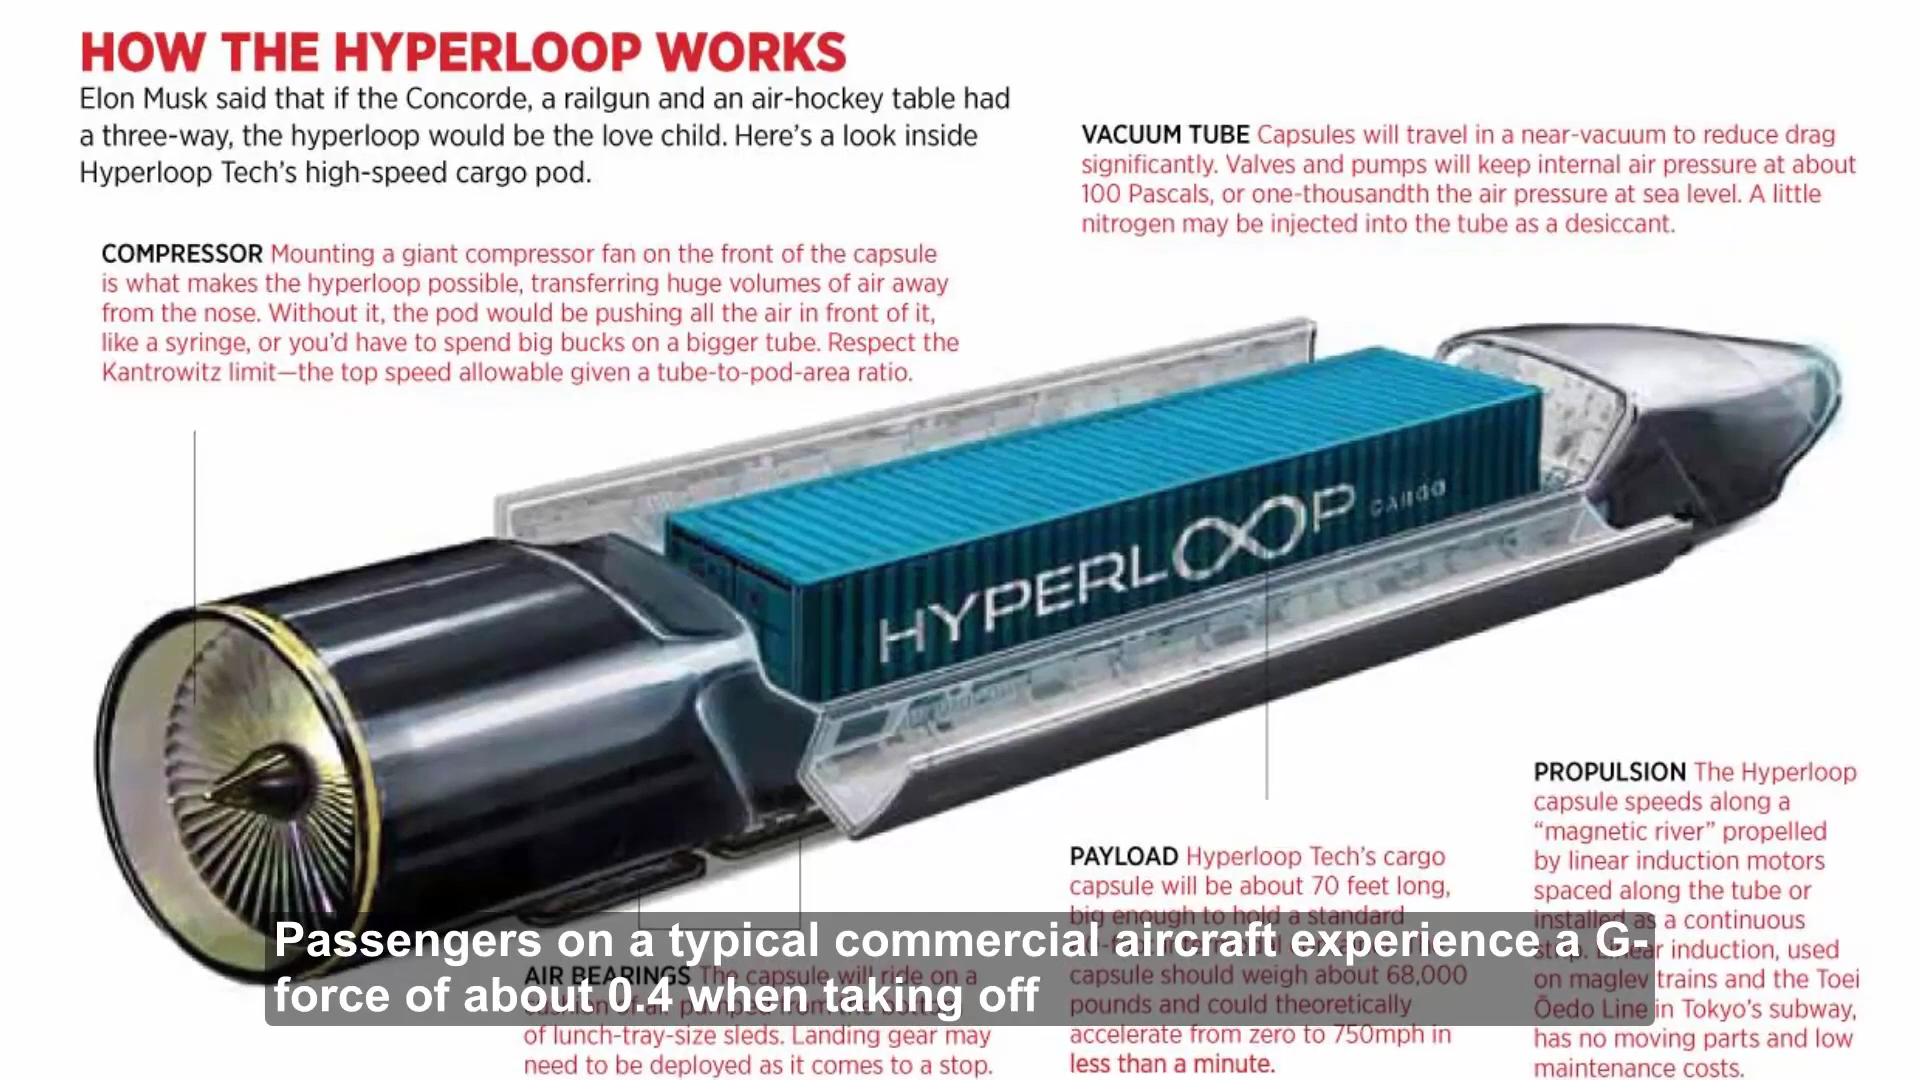 HOW THE HYPERLOOP WORKS
Elon Musk said that if the Concorde, a railgun and an air-hockey table had
a three-way, the hyperloop would be the love child. Here's a look inside
Hyperloop Tech's high-speed cargo pod.
COMPRESSOR Mounting a giant compressor fan on the front of the capsule
is what makes the hyperloop possible, transferring huge volumes of air away
from the nose. Without it, the pod would be pushing all the air in front of it,
like a syringe, or you'd have to spend big bucks on a bigger tube. Respect the
Kantrowitz limit—the top speed allowable given a tube-to-pod-area ratio.
VACUUM TUBE Capsules will travel in a near-vacuum to reduce drag
significantly. Valves and pumps will keep internal air pressure at about
100 Pascals, or one-thousandth the air pressure at sea level. A little
nitrogen may be injected into the tube as a desiccant.
HYPERLOOP
AIR BEARINGS The capsule will ride on a
cushion of air pumped from the
of lunch-tray-size sleds. Landing gear may
need to be deployed as it comes to a stop.
PAYLOAD Hyperloop Tech's cargo
capsule will be about 70 feet long,
big enough to hold a standard
capsule should weigh about 68,000
pounds and could theoretically
accelerate from zero to 750mph in
less than a minute.
PROPULSION The Hyperloop
capsule speeds along a
“magnetic river” propelled
by linear induction motors
spaced along the tube or
installed as a continuous
induction, used
on maglev trains and the Toei
Ōedo Line in Tokyo's subway,
has no moving parts and low
maintenance costs.
Passengers on a typical commercial aircraft experience a G-
force of about 0.4 when taking off